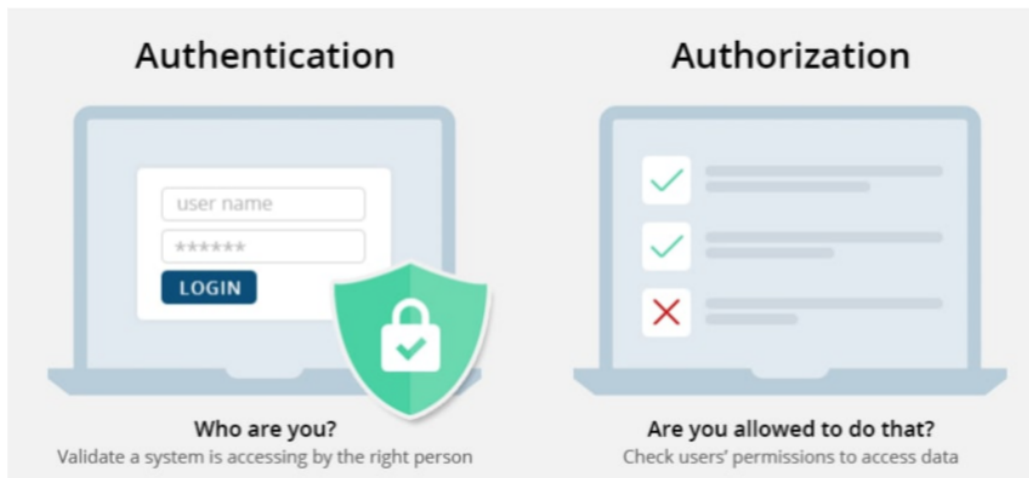 Authentication
user name
******
LOGIN
Who are you?
Validate a system is accessing by the right person
Authorization
Are you allowed to do that?
Check users' permissions to access data